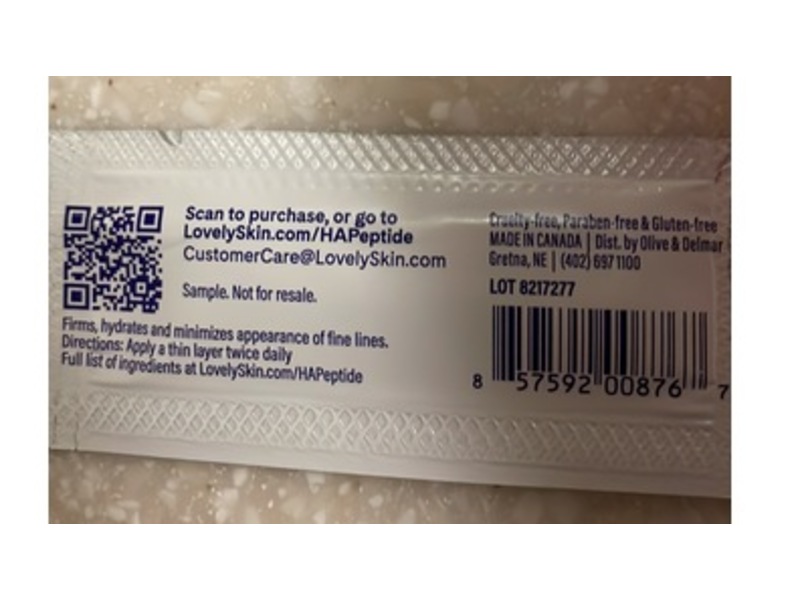 Scan to purchase, or go to
LovelySkin.com/HAPeptide
CustomerCare@LovelySkin.com
Sample. Not for resale.
Firms, hydrates and minimizes appearance of fine lines.
Directions: Apply a thin layer twice daily
Full list of ingredients at LovelySkin.com/HAPeptide
Cruelty-free, Paraben-free & Gluten-free
MADE IN CANADA | Dist. by Olive & Delmar
Gretna, NE | (402) 697 1100
LOT 8217277
8 57592 00876 7